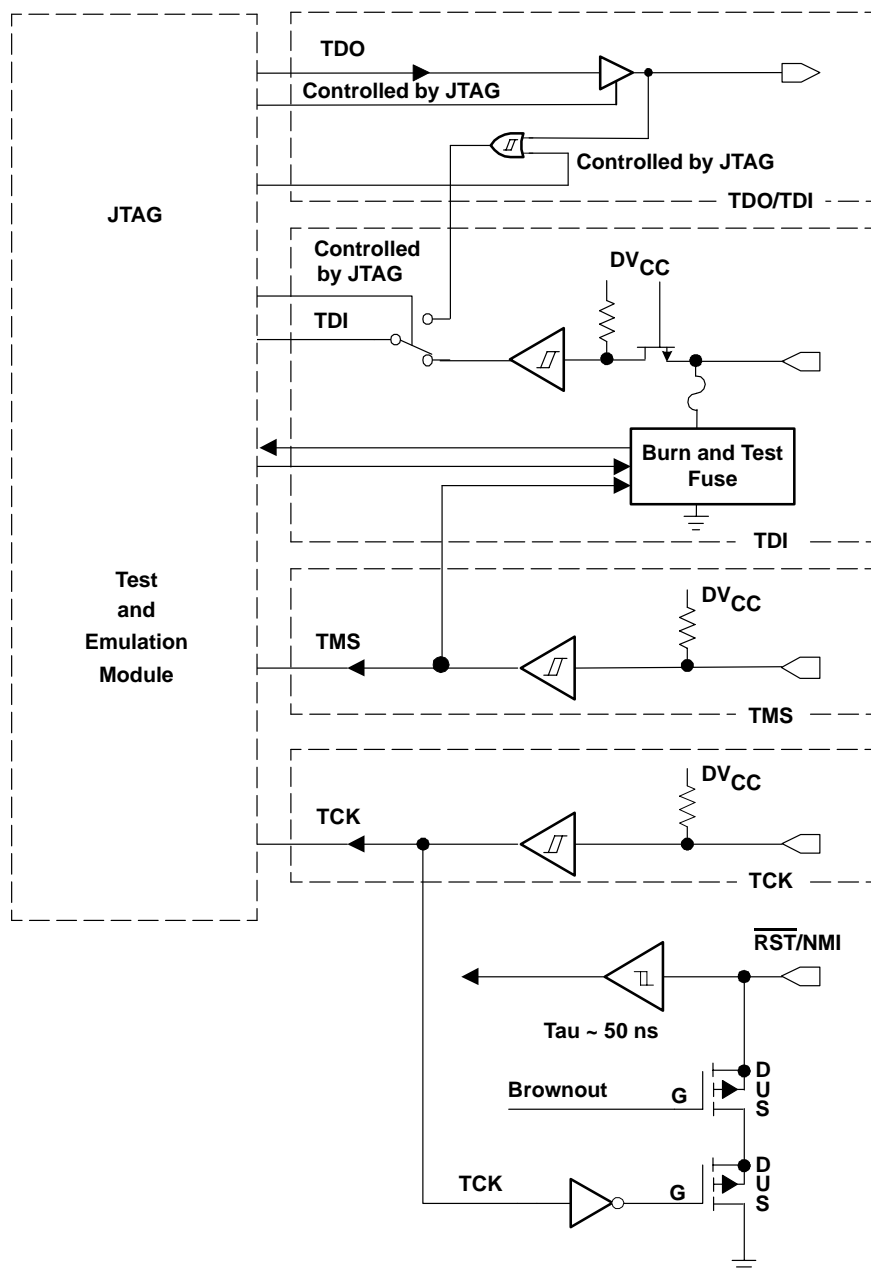 TDO
Controlled by JTAG
Controlled by JTAG
TDO/TDI
JTAG
Controlled
by JTAG
TDI
DVCC
Burn and Test
Fuse
TDI
Test
and
Emulation
Module
TMS
DVCC
TMS
TCK
DVCC
TCK
RST/NMI
Tau ~ 50 ns
Brownout
G
D
U
S
TCK
G
D
U
S